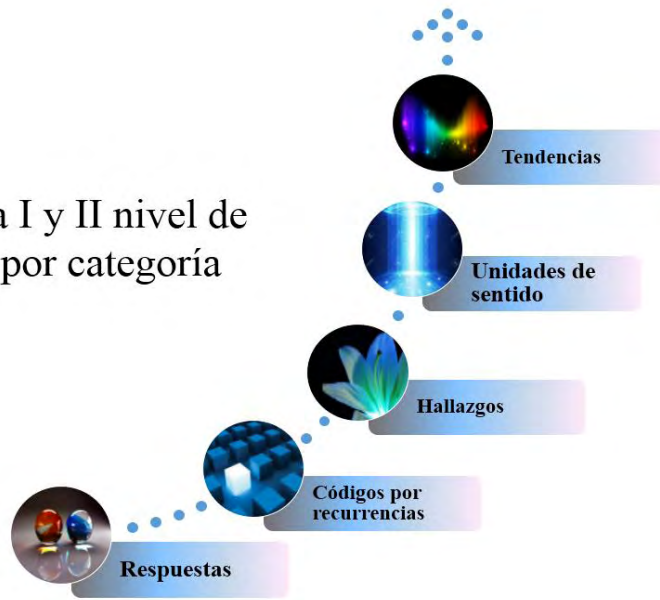 a I y II nivel de
por categoría
Tendencias
Unidades de
sentido
Hallazgos
Códigos por
recurrencias
Respuestas